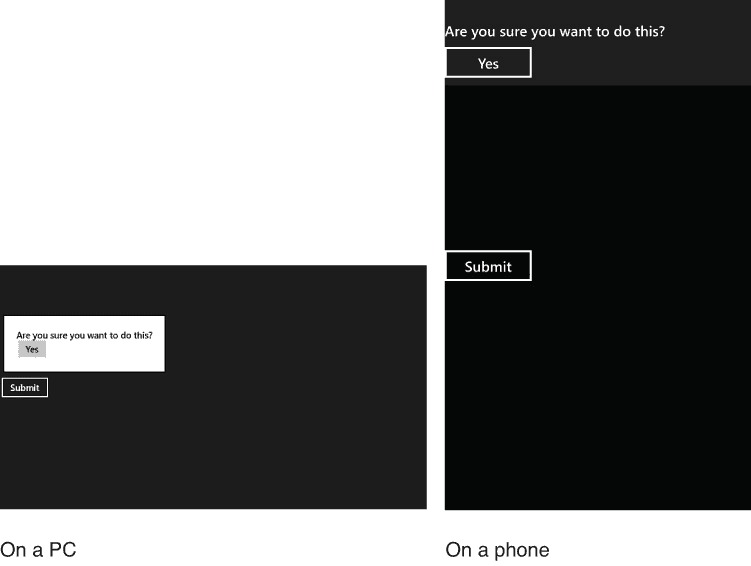 Are you sure you want to do this?
Yes
Submit
On a PC
Are you sure you want to do this?
Yes
Submit
On a phone